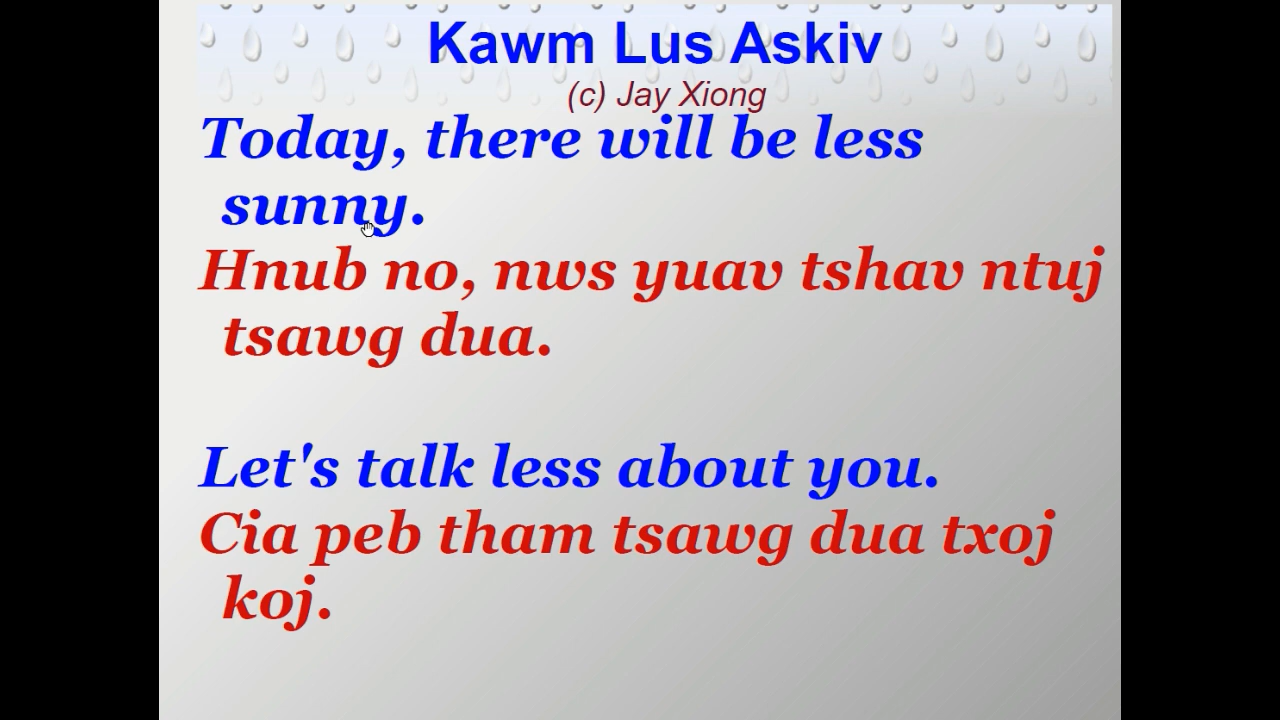 Kawm Lus Askiv
(c) Jay Xiong
Today, there will be less
sunny.
Hnub no, nws yuav tshav ntuj
tsawg dua.
Let's talk less about you.
Cia peb tham tsawg dua txoj
koj.